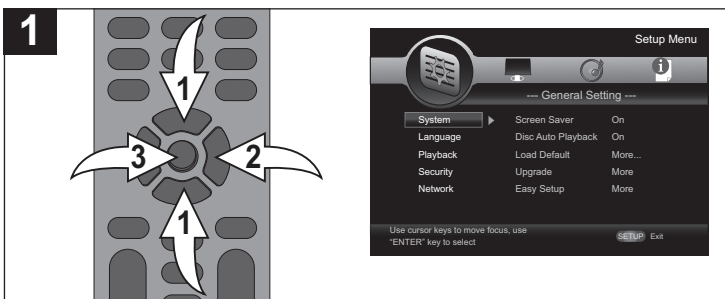 1
1
3
2
1
Setup Menu
--- General Setting ---
System Screen Saver On
Language Disc Auto Playback On
Playback Load Default More...
Security Upgrade More
Network Easy Setup More
Use cursor keys to move focus, use
“ENTER” key to select
SETUP Exit